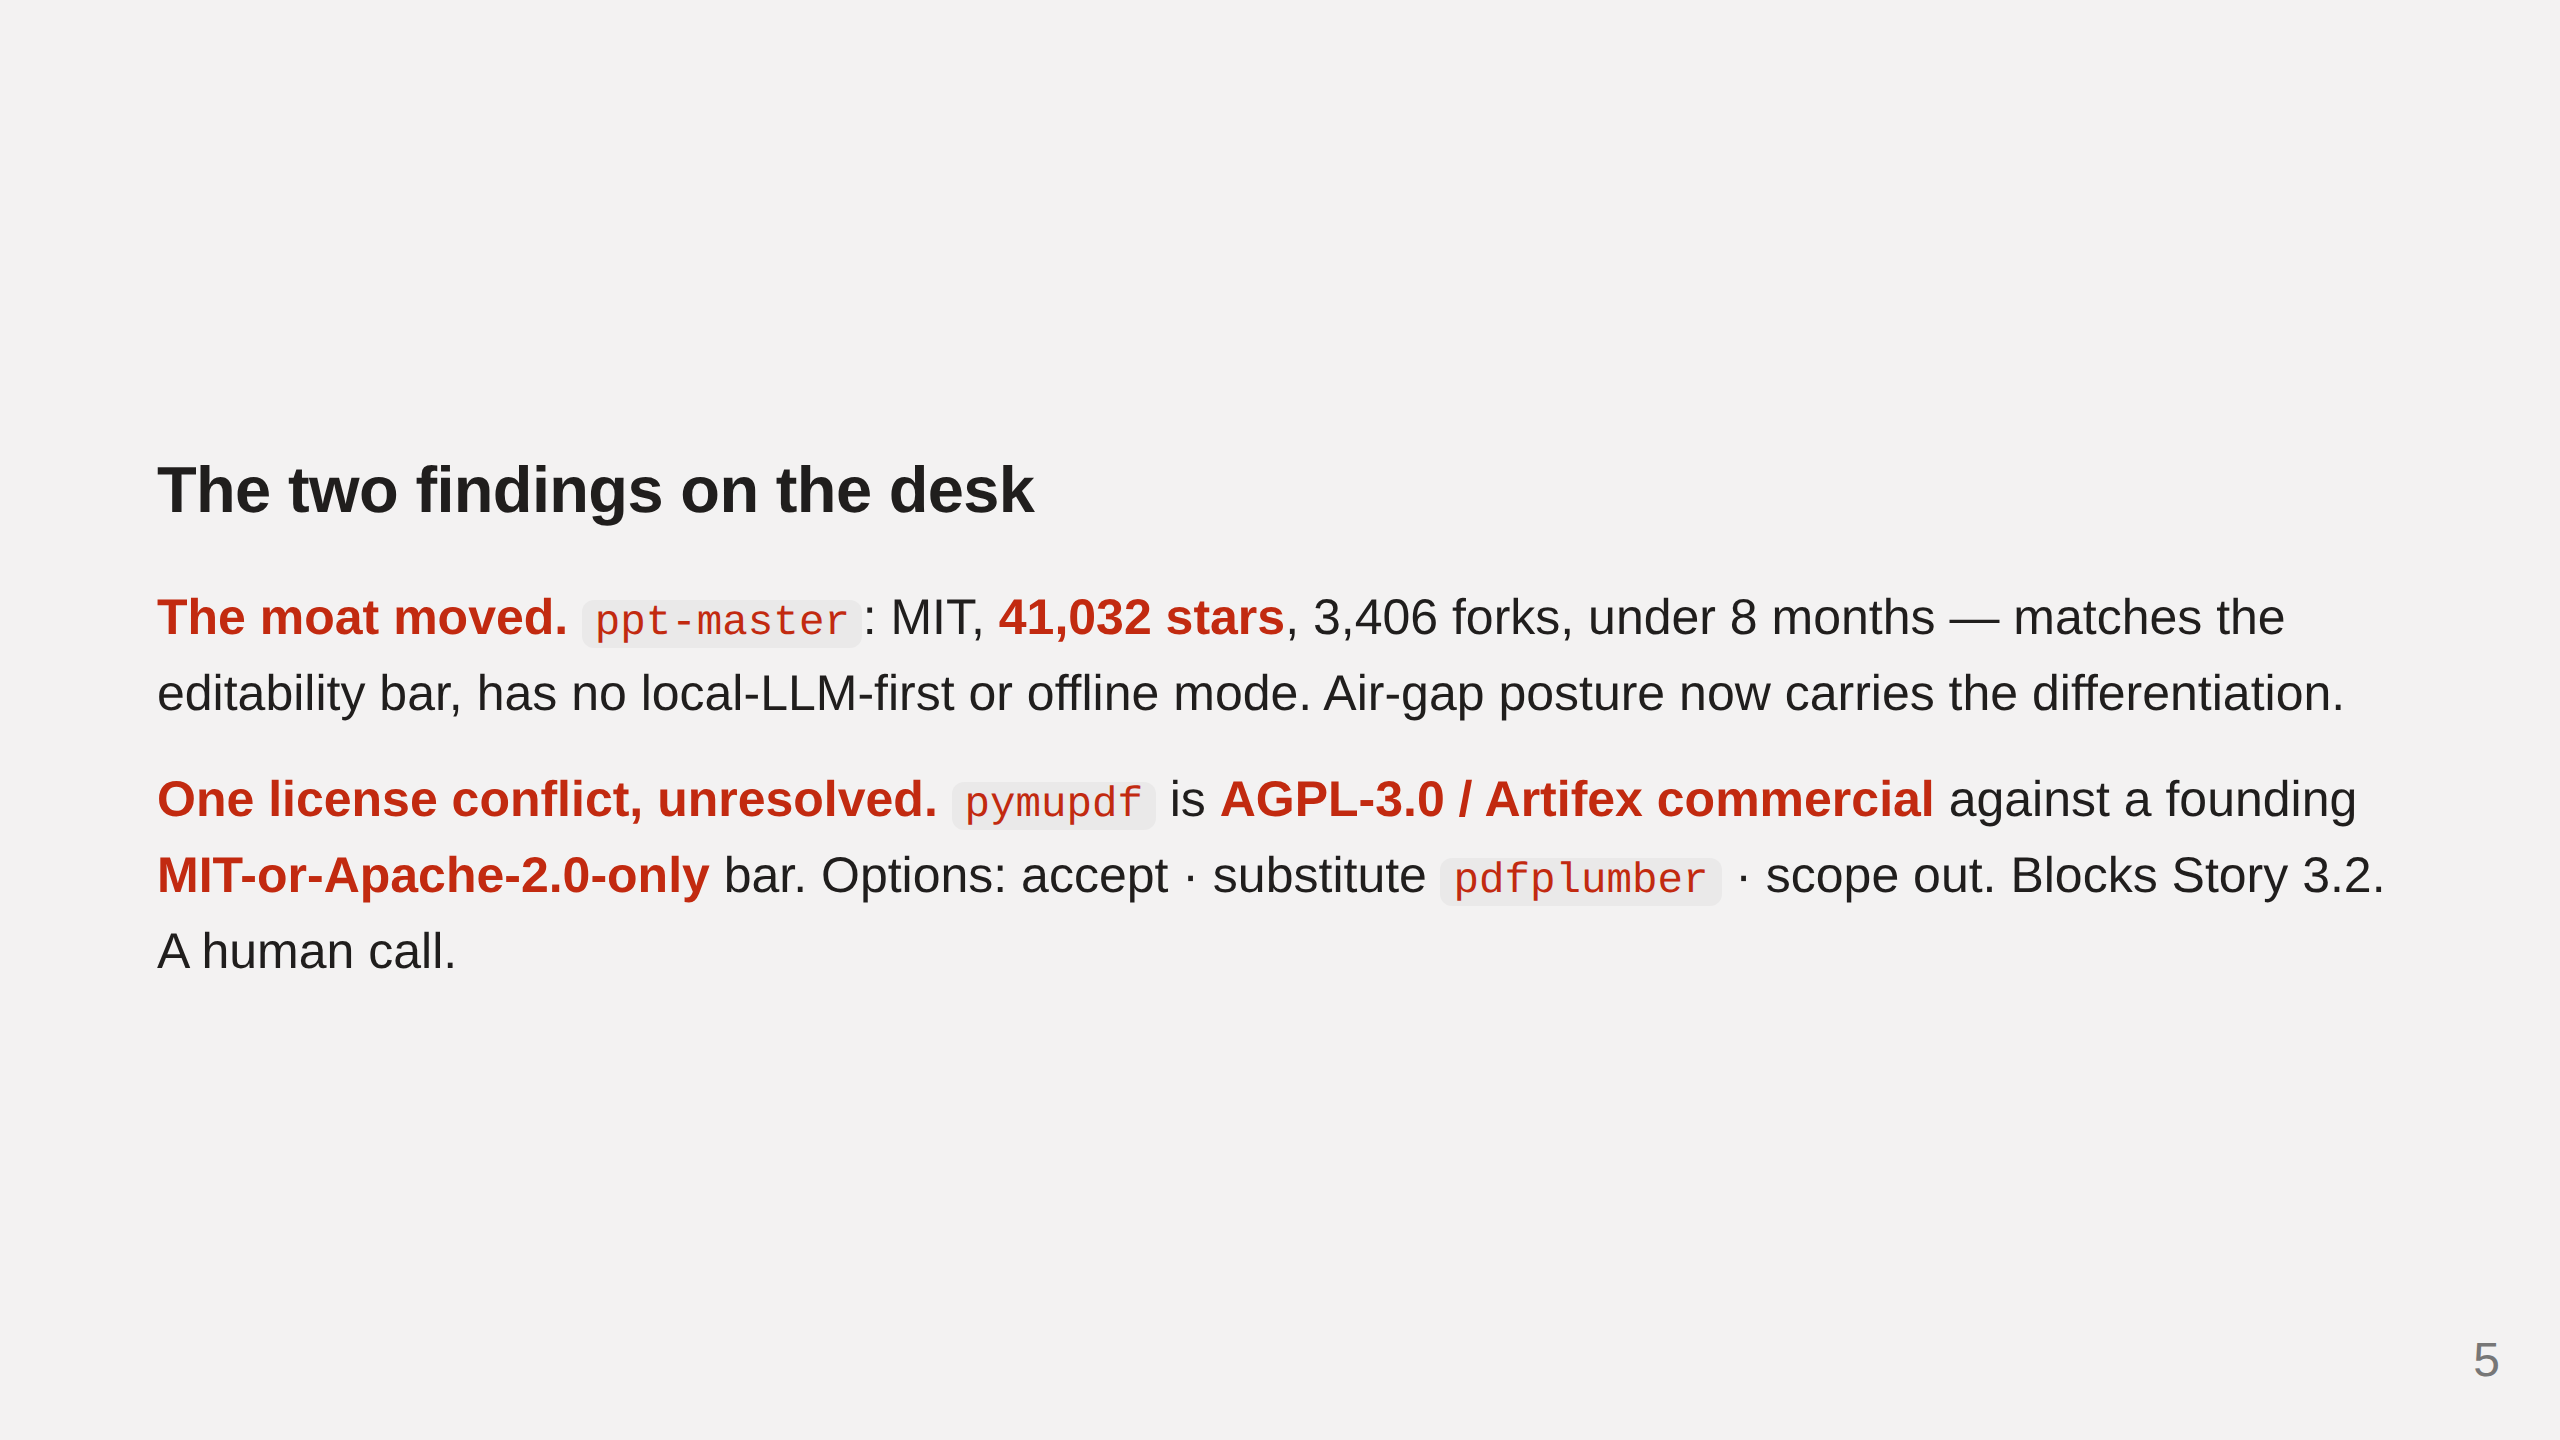 The two findings on the desk
The moat moved. ppt-master: MIT, 41,032 stars, 3,406 forks, under 8 months — matches the
editability bar, has no local-LLM-first or offline mode. Air-gap posture now carries the differentiation.
One license conflict, unresolved. pymupdf is AGPL-3.0 / Artifex commercial against a founding
MIT-or-Apache-2.0-only bar. Options: accept · substitute pdfplumber · scope out. Blocks Story 3.2.
A human call.
5